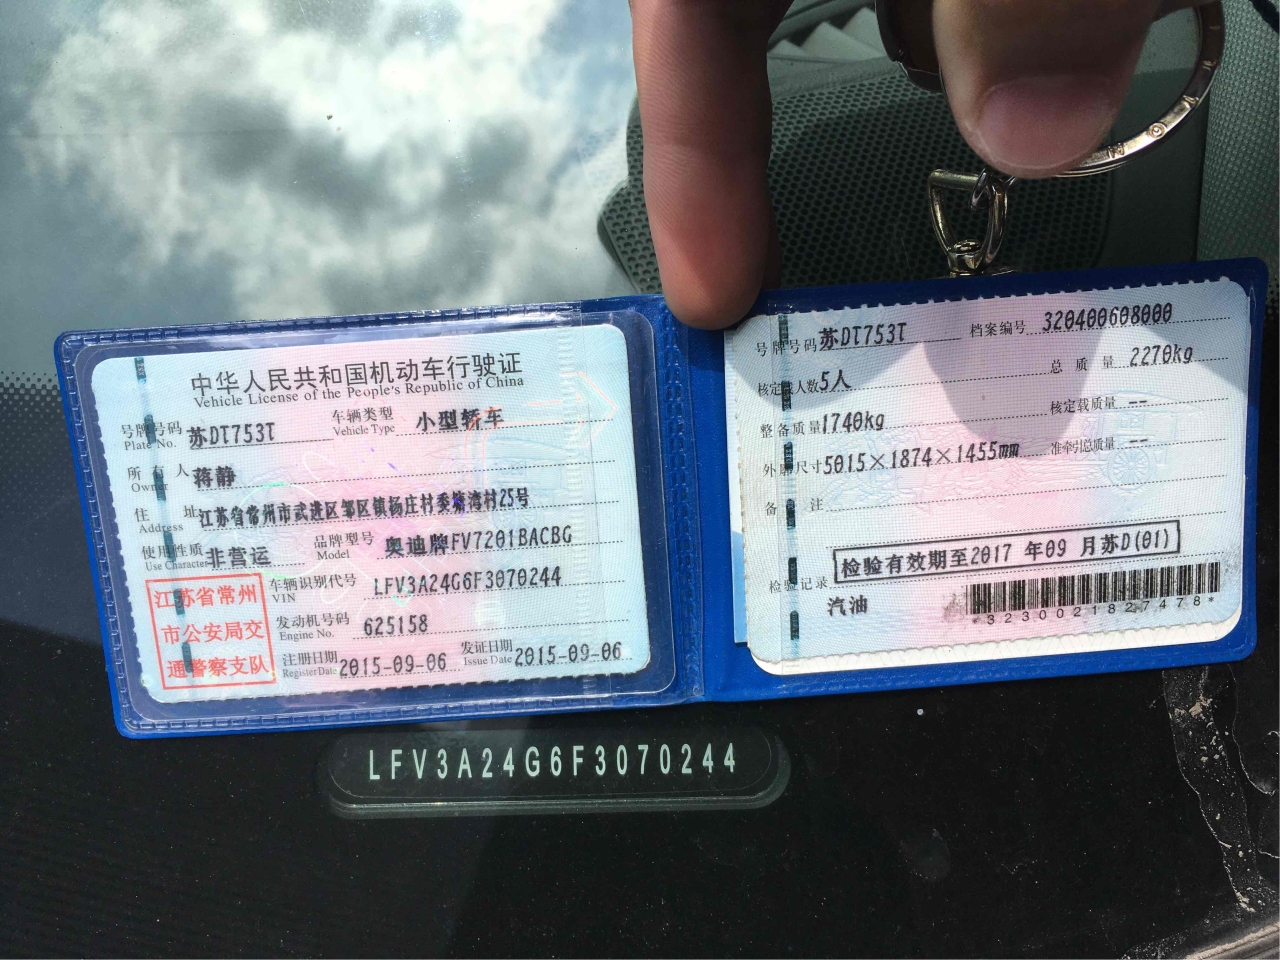 中华人民共和国机动车行驶证
Vehicle License of the People's Republic of China
号牌号码 苏DT753T 车辆类型 小型轿车
Plate No. Vehicle Type
所有人 蒋静
Owner
住址 江苏省常州市武进区邹区镇杨庄村委塘湾村25号
Address
使用性质 非营运 品牌型号 奥迪牌FV7201BACBG
Use Character Model
车辆识别代号 LFV3A24G6F3070244
VIN
发动机号码 625158
Engine No.
注册日期 2015-09-06 发证日期 2015-09-06
Register Date Issue Date
江苏省常州
市公安局交
通警察支队
号牌号码 苏DT753T 档案编号 320400608000
核定载人数 5人 总质量 2270kg
整备质量 1740kg 核定载质量 --
外廓尺寸 5015×1874×1455mm 准牵引总质量 --
备注
检验记录 检验有效期至2017 年09 月苏D(01)
汽油
*3230021827478*
LFV3A24G6F3070244